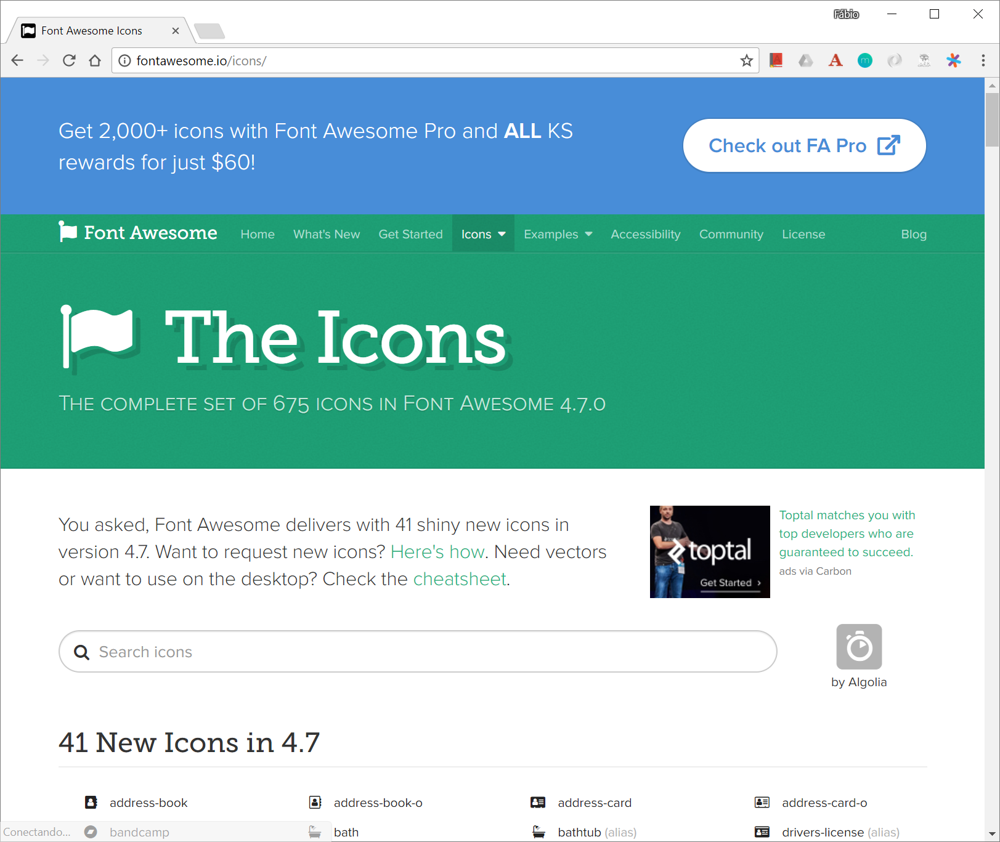 Fábio
Font Awesome Icons
fontawesome.io/icons/
Get 2,000+ icons with Font Awesome Pro and ALL KS
rewards for just $60!
Check out FA Pro
Font Awesome Home What's New Get Started Icons Examples Accessibility Community License Blog
The Icons
The complete set of 675 icons in Font Awesome 4.7.0
You asked, Font Awesome delivers with 41 shiny new icons in
version 4.7. Want to request new icons? Here's how. Need vectors
or want to use on the desktop? Check the cheatsheet.
toptal
Get Started ›
Toptal matches you with
top developers who are
guaranteed to succeed.
ads via Carbon
Search icons
by Algolia
41 New Icons in 4.7
address-book address-book-o address-card address-card-o
bandcamp bath bathtub (alias) drivers-license (alias)
Conectando...